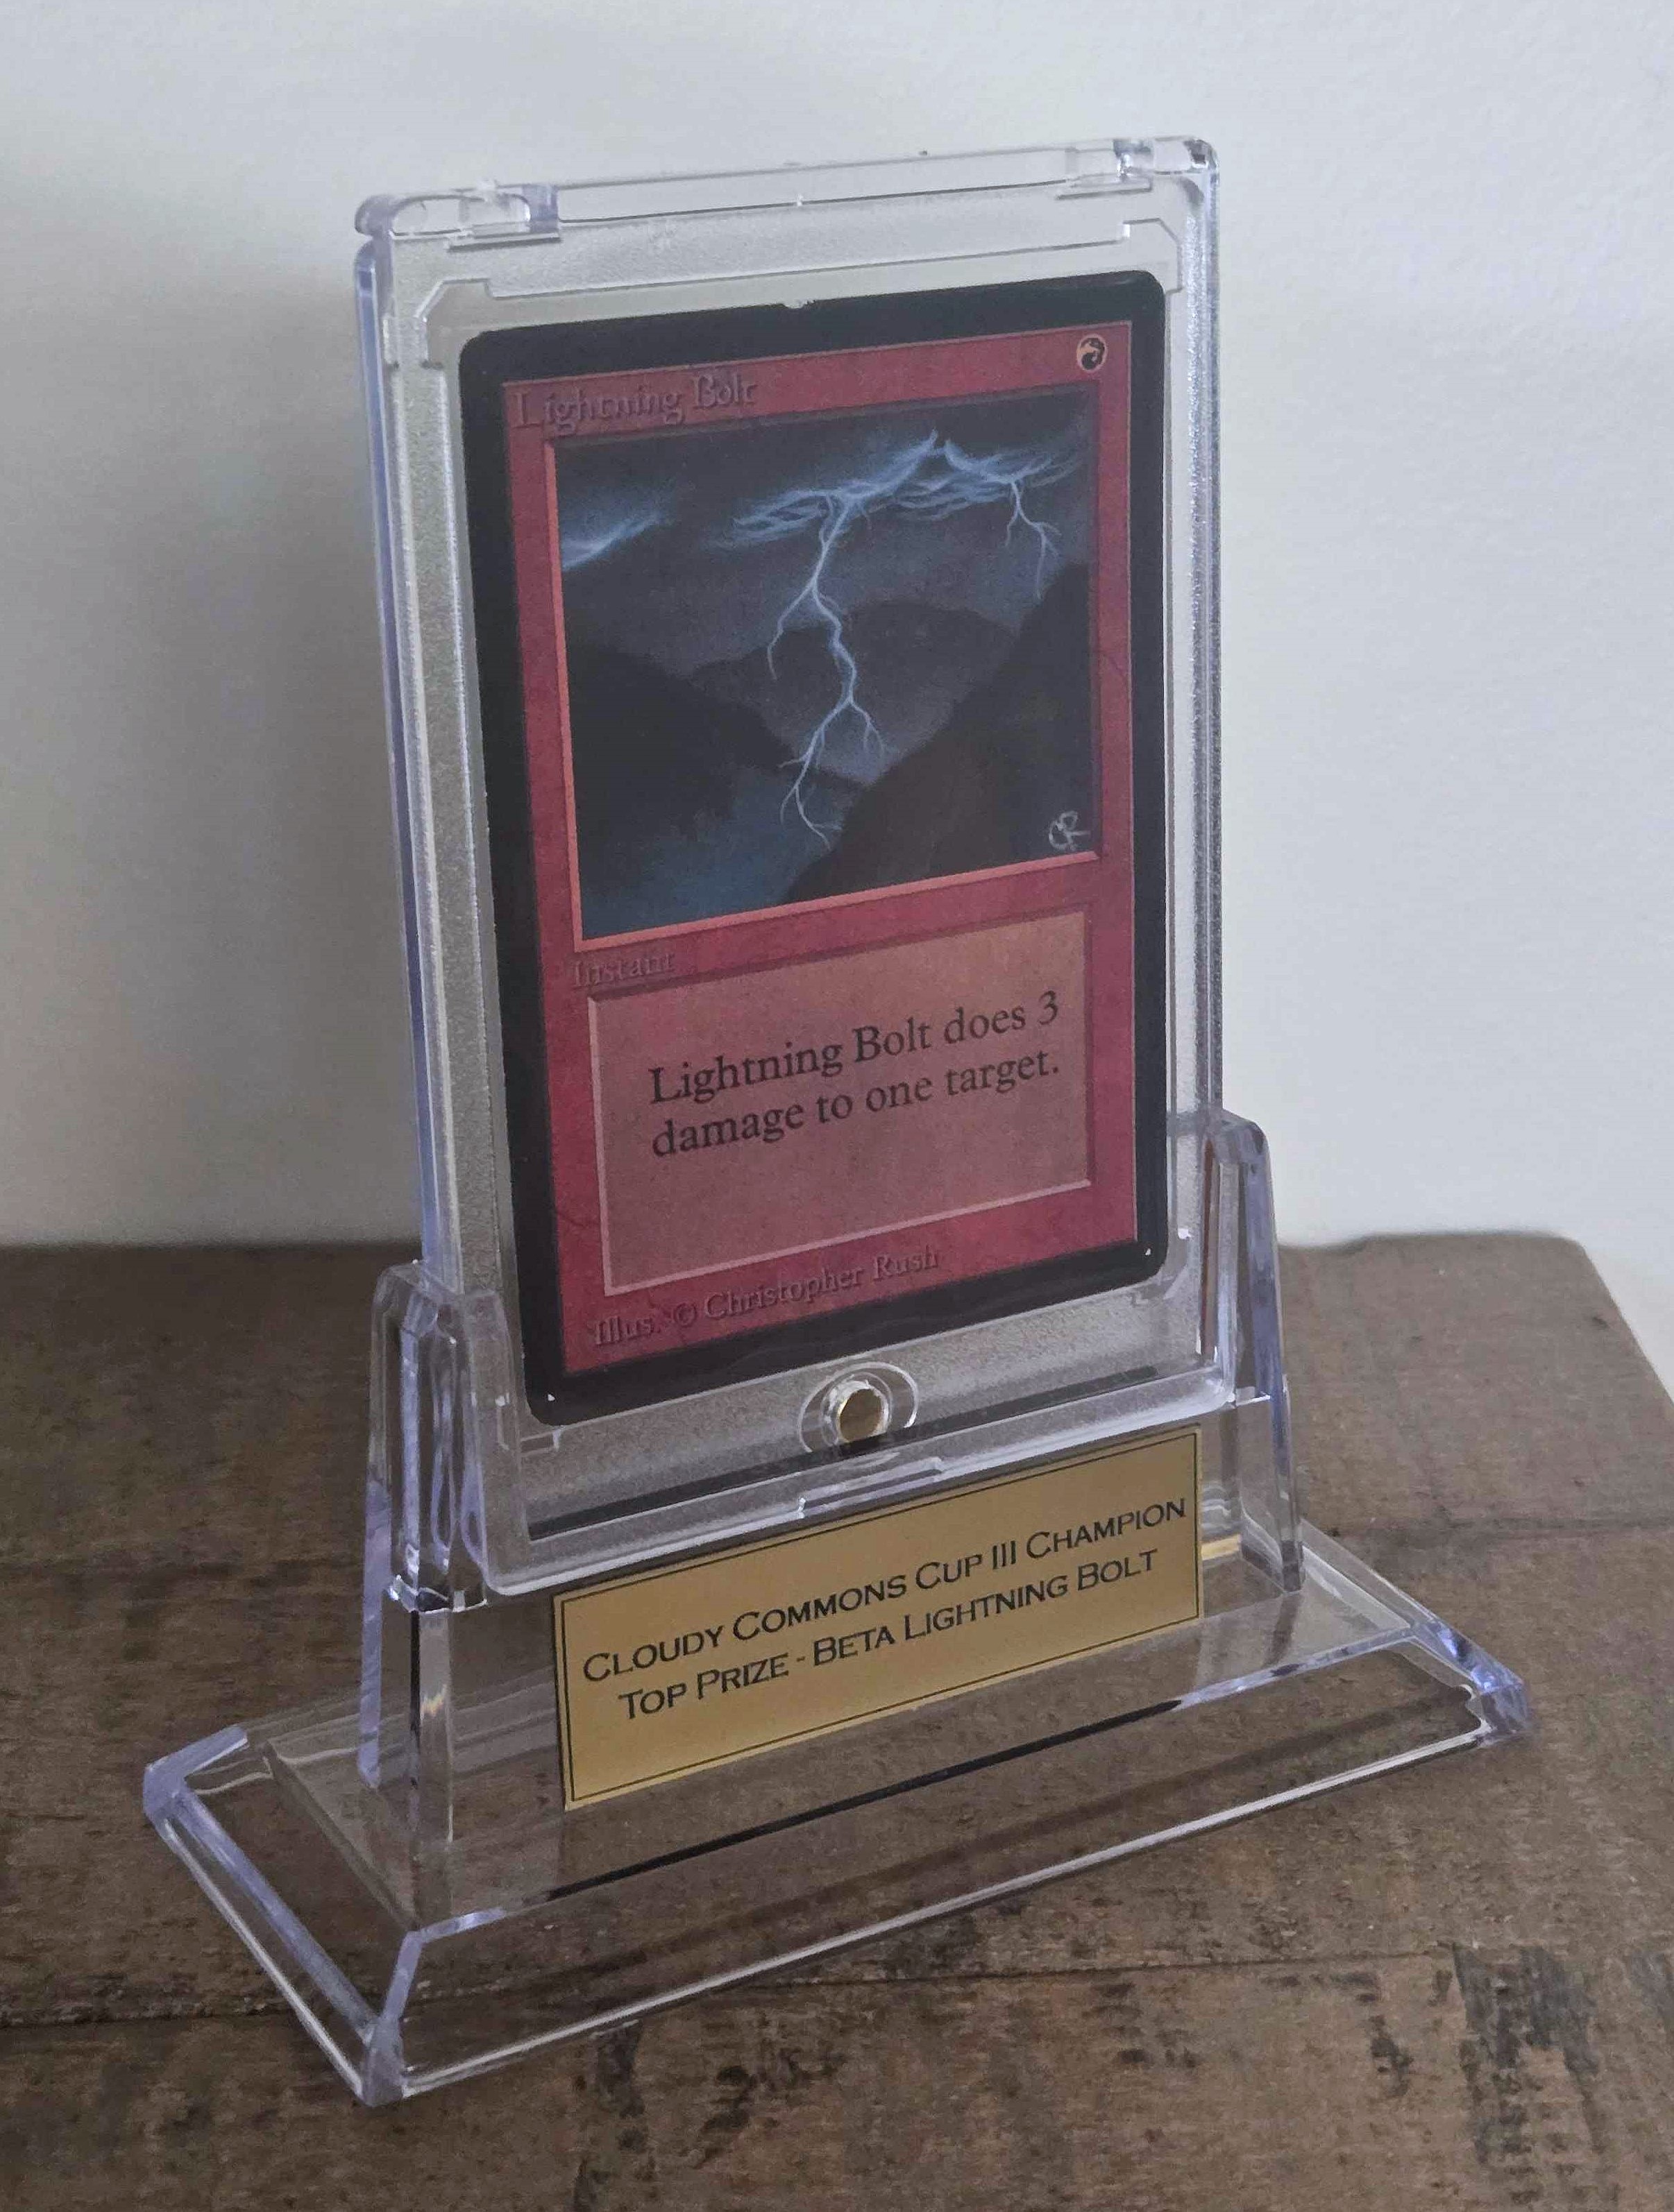 Lightning Bolt
CR
Instant
Lightning Bolt does 3
damage to one target.
Illus. © Christopher Rush
CLOUDY COMMONS CUP III CHAMPION
TOP PRIZE - BETA LIGHTNING BOLT